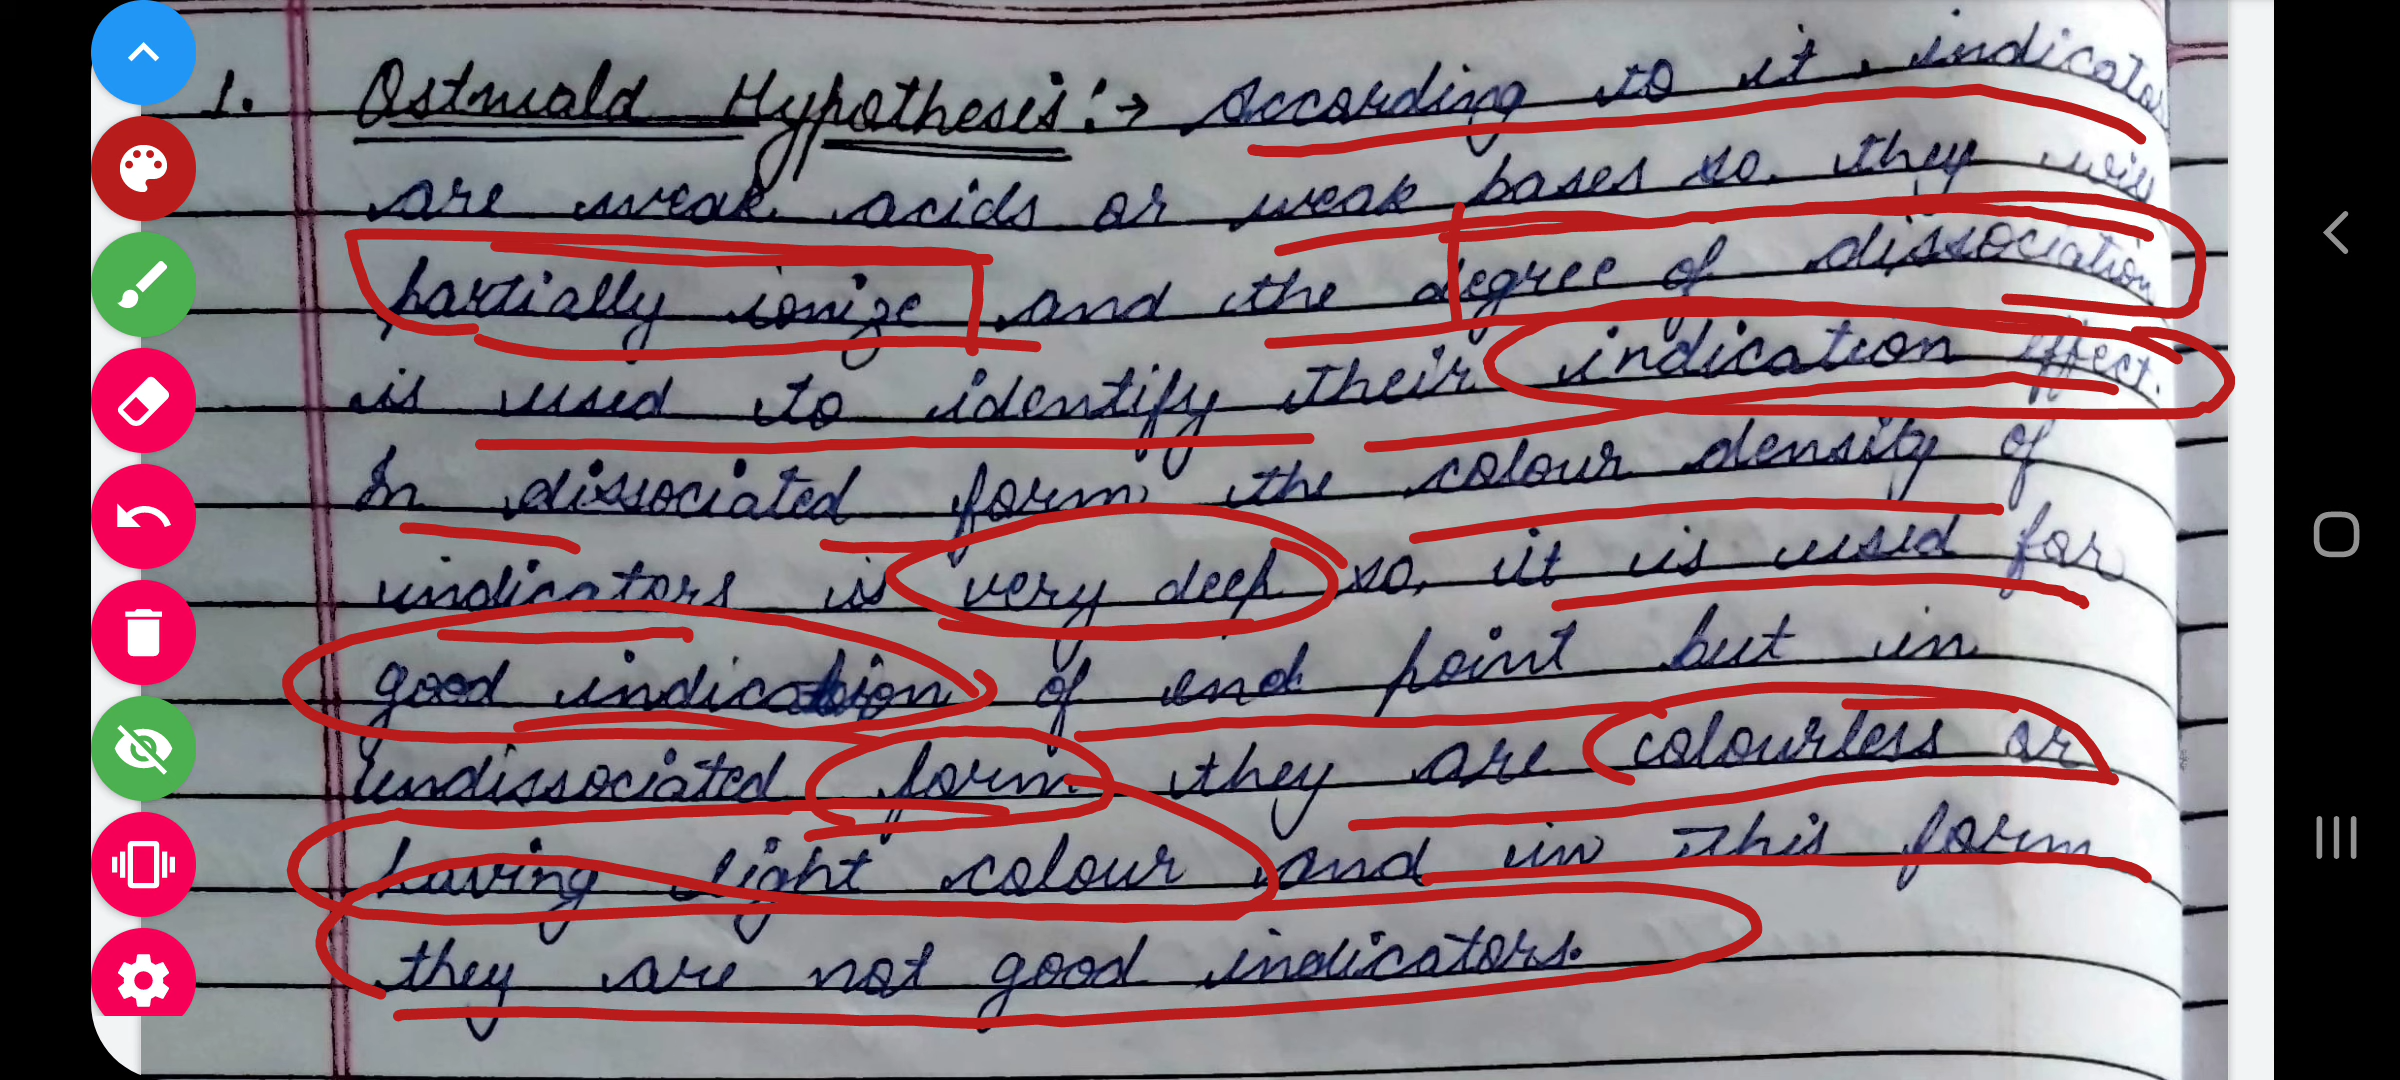 1. Ostwald Hypothesis :→ According to it, indicator
are weak acids or weak bases so, they will
partially ionize and the degree of dissociation
is used to identify their indication effect.
In dissociated form the colour density of
indicators is very deep so, it is used for
good indication of end point but in
undissociated form they are colourless or
having light colour and in this form
they are not good indicators.